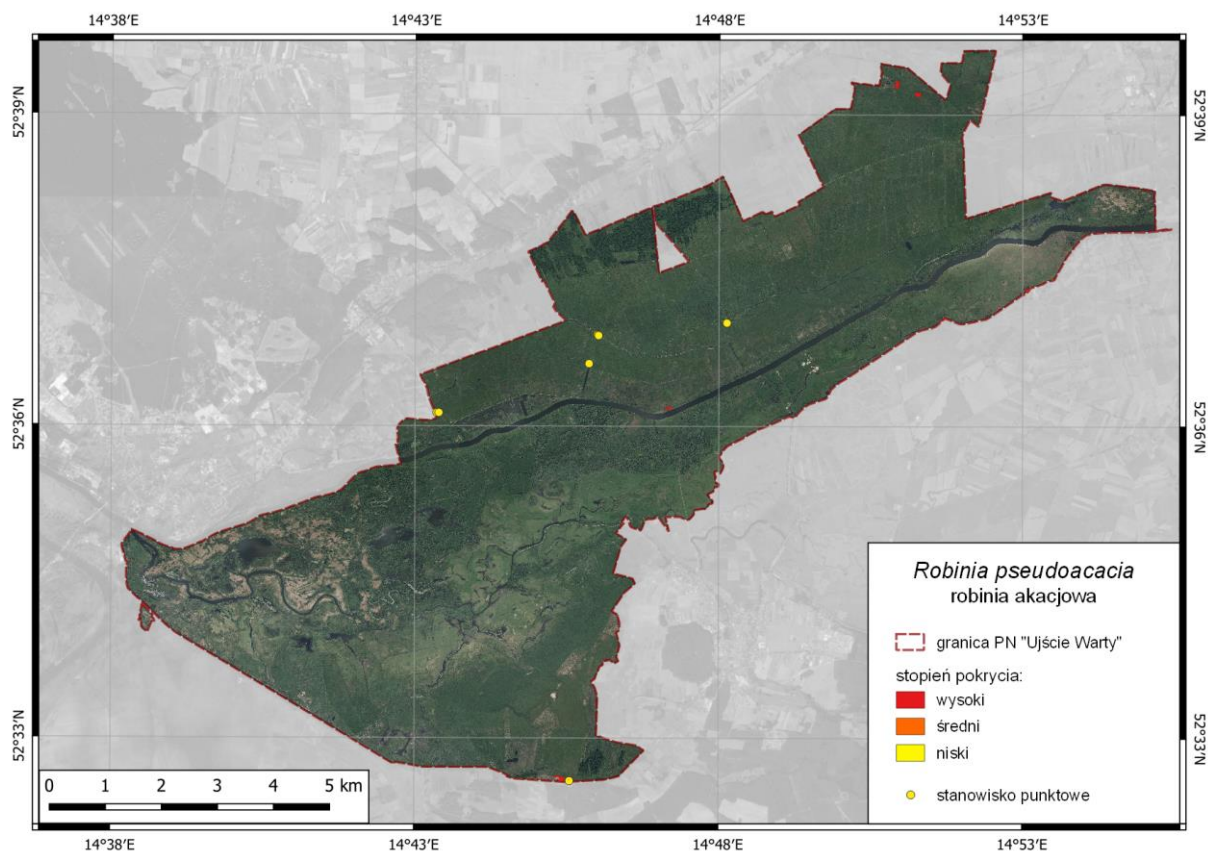 14°38'E 14°43'E 14°48'E 14°53'E
52°39'N 52°39'N
52°36'N 52°36'N
52°33'N 52°33'N
Robinia pseudoacacia
robinia akacjowa
granica PN "Ujście Warty"
stopień pokrycia:
wysoki
średni
niski
stanowisko punktowe
0 1 2 3 4 5 km
14°38'E 14°43'E 14°48'E 14°53'E